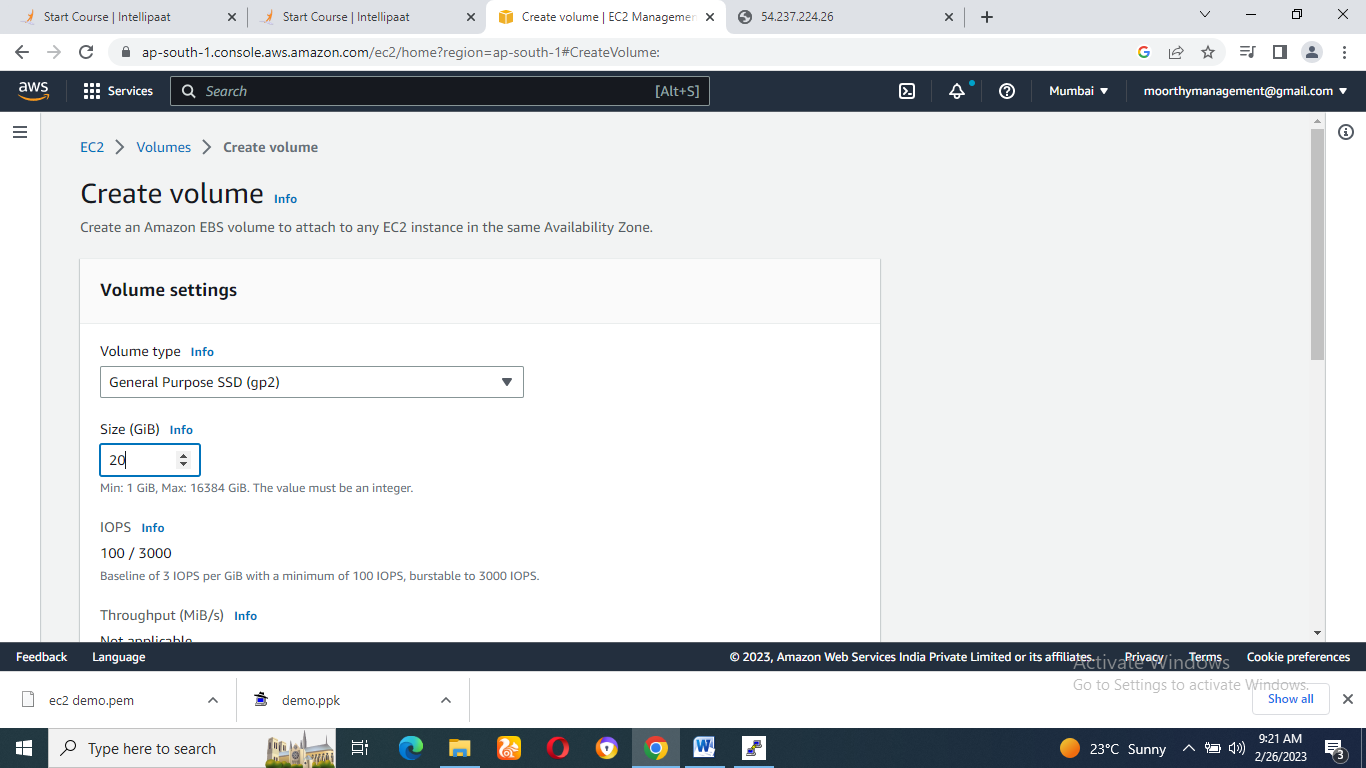 Start Course | Intellipaat
Start Course | Intellipaat
Create volume | EC2 Managemen
54.237.224.26
ap-south-1.console.aws.amazon.com/ec2/home?region=ap-south-1#CreateVolume:
aws
Services
Search
[Alt+S]
Mumbai
moorthymanagement@gmail.com
EC2 > Volumes > Create volume
Create volume Info
Create an Amazon EBS volume to attach to any EC2 instance in the same Availability Zone.
Volume settings
Volume type Info
General Purpose SSD (gp2)
Size (GiB) Info
20
Min: 1 GiB, Max: 16384 GiB. The value must be an integer.
IOPS Info
100 / 3000
Baseline of 3 IOPS per GiB with a minimum of 100 IOPS, burstable to 3000 IOPS.
Throughput (MiB/s) Info
Not applicable
Feedback Language
© 2023, Amazon Web Services India Private Limited or its affiliates. Privacy Terms Cookie preferences
Activate Windows
Go to Settings to activate Windows.
ec2 demo.pem
demo.ppk
Show all
Type here to search
23°C Sunny
9:21 AM
2/26/2023
3